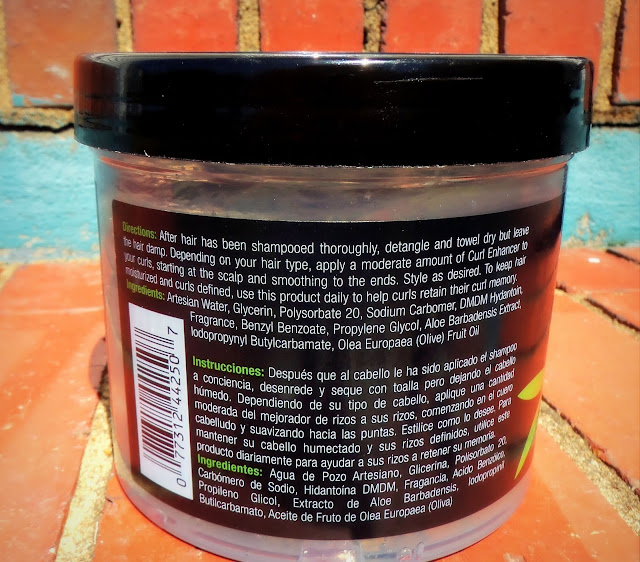 Directions: After hair has been shampooed thoroughly, detangle and towel dry but leave
the hair damp. Depending on your hair type, apply a moderate amount of Curl Enhancer to
your curls, starting at the scalp and smoothing to the ends. Style as desired. To keep hair
moisturized and curls defined, use this product daily to help curls retain their curl memory.
Ingredients: Artesian Water, Glycerin, Polysorbate 20, Sodium Carbomer, DMDM Hydantoin,
Fragrance, Benzyl Benzoate, Propylene Glycol, Aloe Barbadensis Extract,
Iodopropynyl Butylcarbamate, Olea Europaea (Olive) Fruit Oil
Instrucciones: Después que al cabello le ha sido aplicado el shampoo
a conciencia, desenrede y seque con toalla pero dejando el cabello
húmedo. Dependiendo de su tipo de cabello, aplique una cantidad
moderada del mejorador de rizos a sus rizos, comenzando en el cuero
cabelludo y suavizando hacia las puntas. Estilice como lo desee. Para
mantener su cabello humectado y sus rizos definidos, utilice este
producto diariamente para ayudar a sus rizos a retener su memoria.
Ingredientes: Agua de Pozo Artesiano, Glicerina, Polisorbato 20,
Carbómero de Sodio, Hidantoína DMDM, Fragancia, Acido Benzóico,
Propileno Glicol, Extracto de Aloe Barbadensis, Iodopropinil
Butilcarbamato, Aceite de Fruto de Olea Europaea (Oliva)
0 77312 44250 7